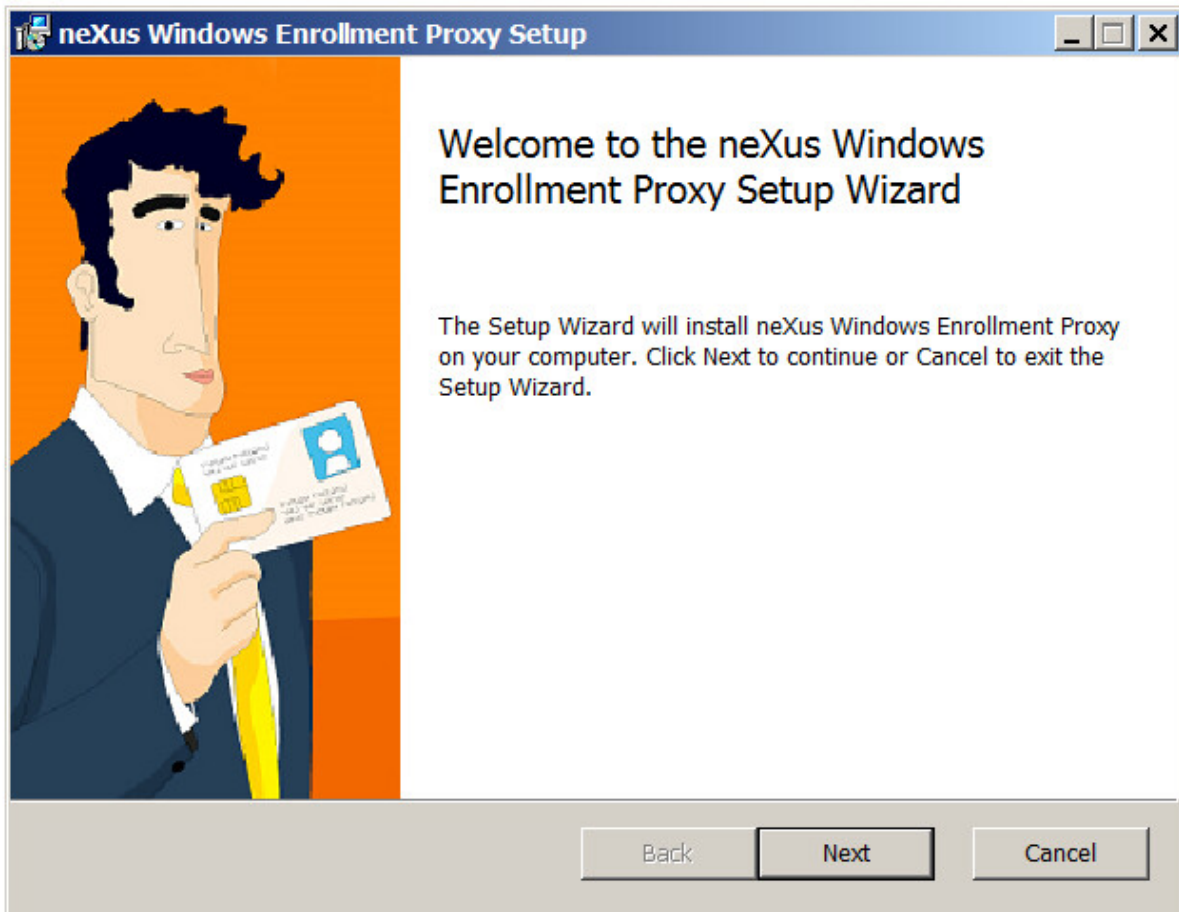 neXus Windows Enrollment Proxy Setup
Welcome to the neXus Windows
Enrollment Proxy Setup Wizard
The Setup Wizard will install neXus Windows Enrollment Proxy
on your computer. Click Next to continue or Cancel to exit the
Setup Wizard.
Back
Next
Cancel